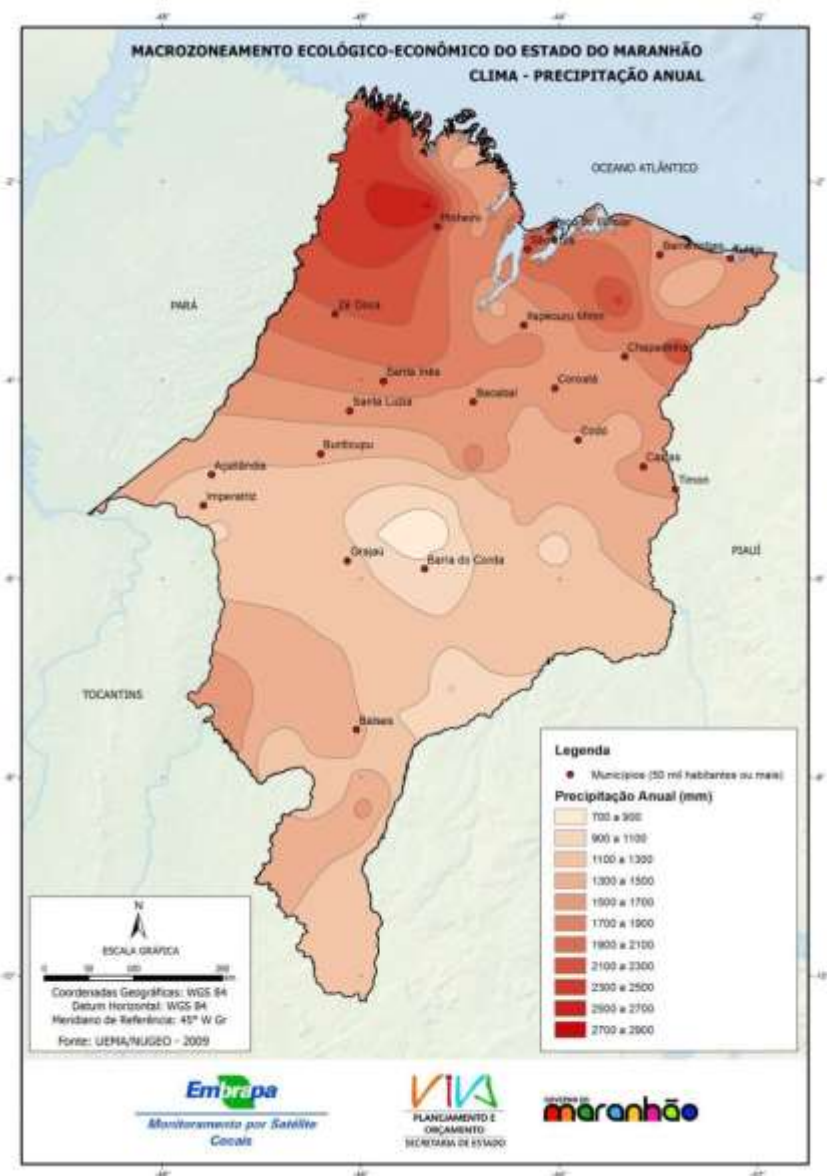 MACROZONEAMENTO ECOLÓGICO-ECONÔMICO DO ESTADO DO MARANHÃO
CLIMA - PRECIPITAÇÃO ANUAL
OCEANO ATLÂNTICO
Pinheiro
Barreirinhas
PARÁ
Zé Doca
Itapecuru Mirim
Chapadinha
Santa Inês
Coroatá
Bacabal
Santa Luzia
Codó
Buriticupu
Caxias
Açailândia
Timon
Imperatriz
Grajaú
Barra do Corda
PIAUÍ
TOCANTINS
Balsas
Legenda
Municípios (50 mil habitantes ou mais)
Precipitação Anual (mm)
700 a 900
900 a 1100
1100 a 1300
1300 a 1500
1500 a 1700
1700 a 1900
1900 a 2100
2100 a 2300
2300 a 2500
2500 a 2700
2700 a 2900
N
ESCALA GRÁFICA
Coordenadas Geográficas: WGS 84
Datum Horizontal: WGS 84
Meridiano de Referência: 45° W Gr
Fonte: UEMA/NUGEO - 2009
Embrapa
Monitoramento por Satélite
Cocais
VIVA
PLANEJAMENTO E
ORÇAMENTO
SECRETARIA DE ESTADO
GOVERNO DO
maranhão